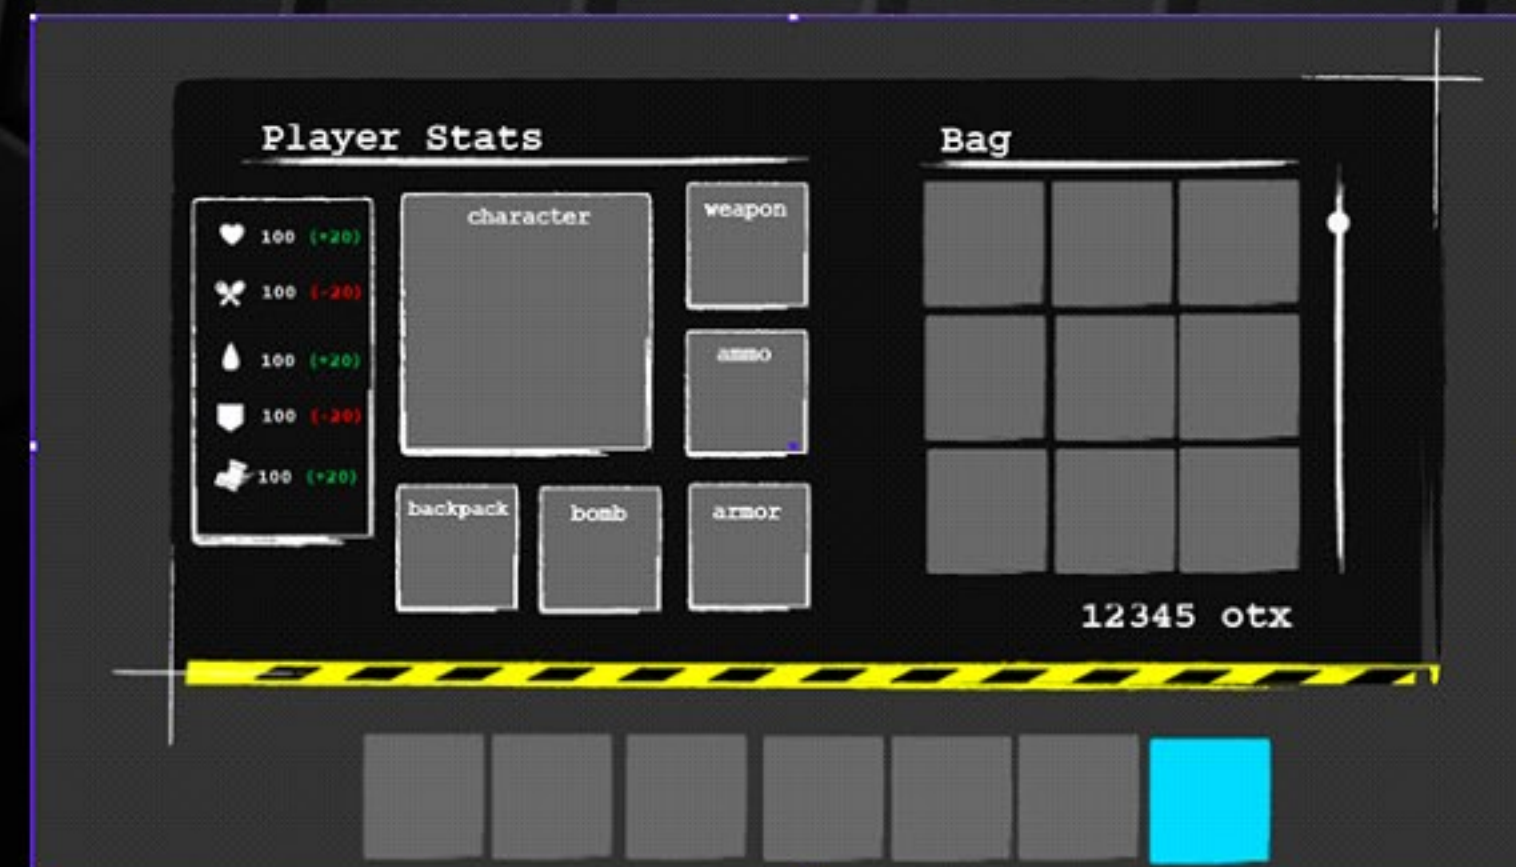 Player Stats
Bag
100 (+20)
100 (-20)
100 (+20)
100 (-20)
100 (+20)
character
weapon
ammo
backpack
bomb
armor
12345 otx